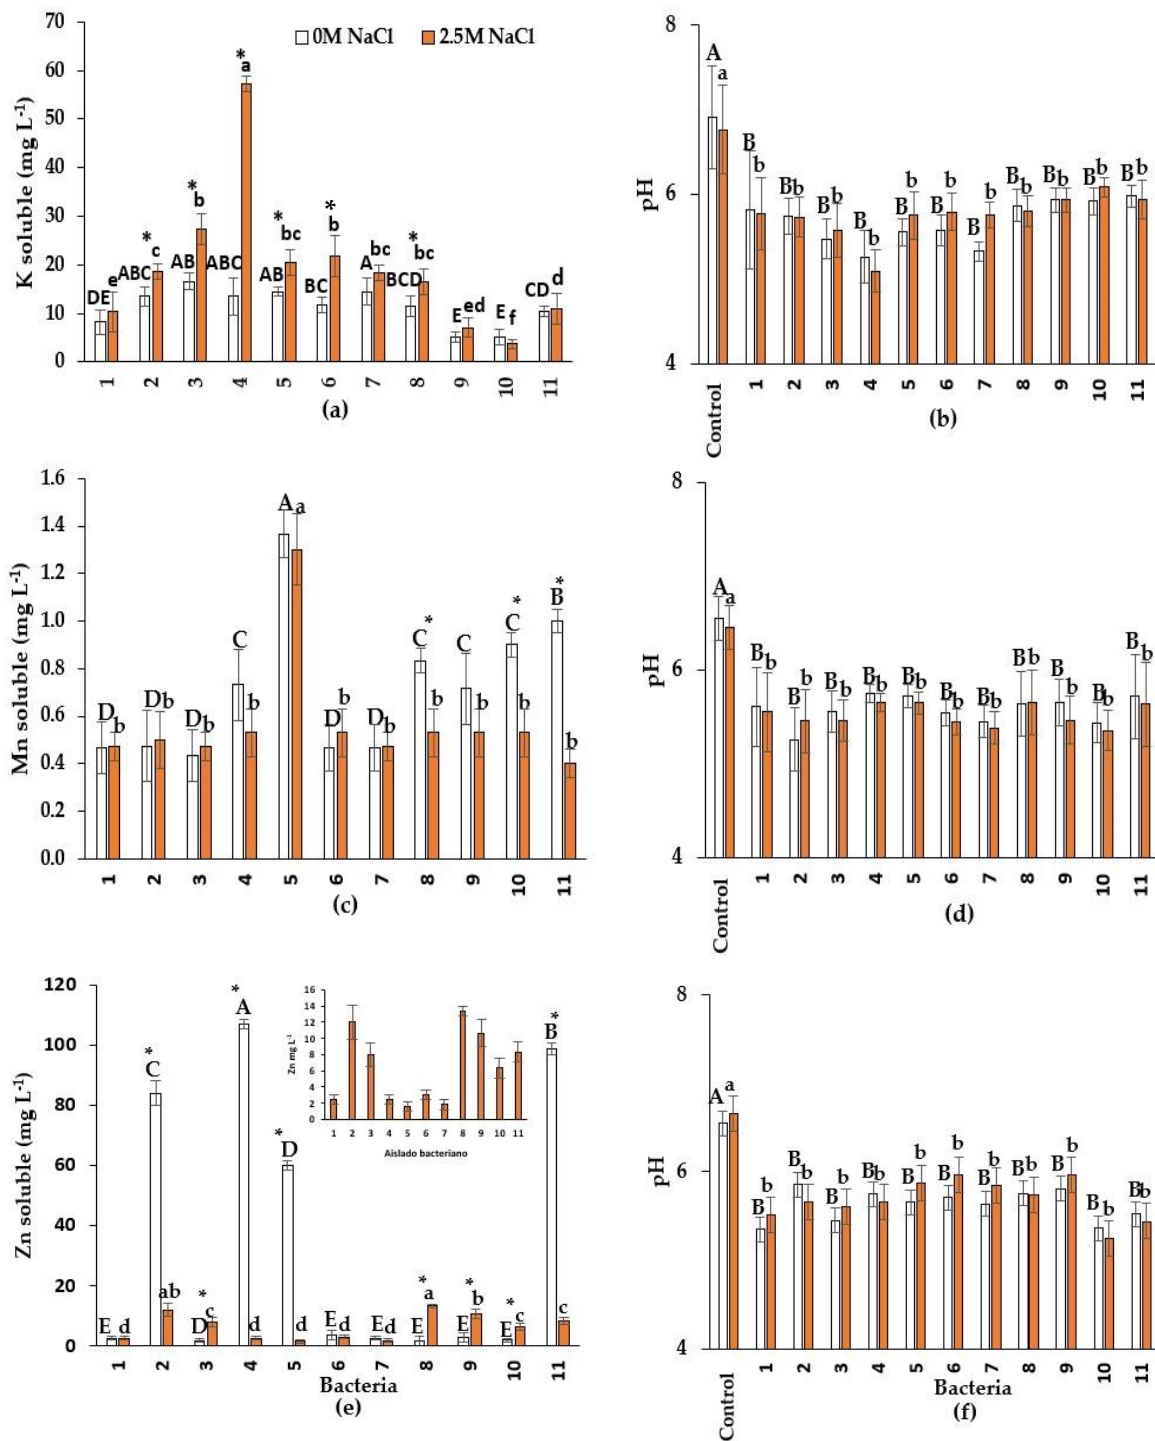 K soluble (mg L⁻¹)
70
60
50
40
30
20
10
0
0M NaCl 2.5M NaCl
DE e
* ABC c
* AB b
* ABC a
* AB bc
* BC b
A bc
* BCD bc
E ed
E f
CD d
1 2 3 4 5 6 7 8 9 10 11
(a)
pH
8
6
4
A a
B b
B b
B b
B b
B b
B b
B b
B b
B b
B b
B b
Control 1 2 3 4 5 6 7 8 9 10 11
(b)
Mn soluble (mg L⁻¹)
1.6
1.4
1.2
1.0
0.8
0.6
0.4
0.2
0.0
D b
D b
D b
C b
A a
D b
D b
C * b
C b
C * b
B * b
1 2 3 4 5 6 7 8 9 10 11
(c)
pH
8
6
4
A a
B b
B b
B b
B b
B b
B b
B b
B b
B b
B b
B b
Control 1 2 3 4 5 6 7 8 9 10 11
(d)
Zn soluble (mg L⁻¹)
120
100
80
60
40
20
0
E d
* C ab
D * c
* A d
* D d
E d
E d
E * a
E * b
E * c
B * c
Zn mg L⁻¹
16
14
12
10
8
6
4
2
0
1 2 3 4 5 6 7 8 9 10 11
Aislado bacteriano
1 2 3 4 5 6 7 8 9 10 11
Bacteria
(e)
pH
8
6
4
A a
B b
B b
B b
B b
B b
B b
B b
B b
B b
B b
B b
Control 1 2 3 4 5 6 7 8 9 10 11
Bacteria
(f)